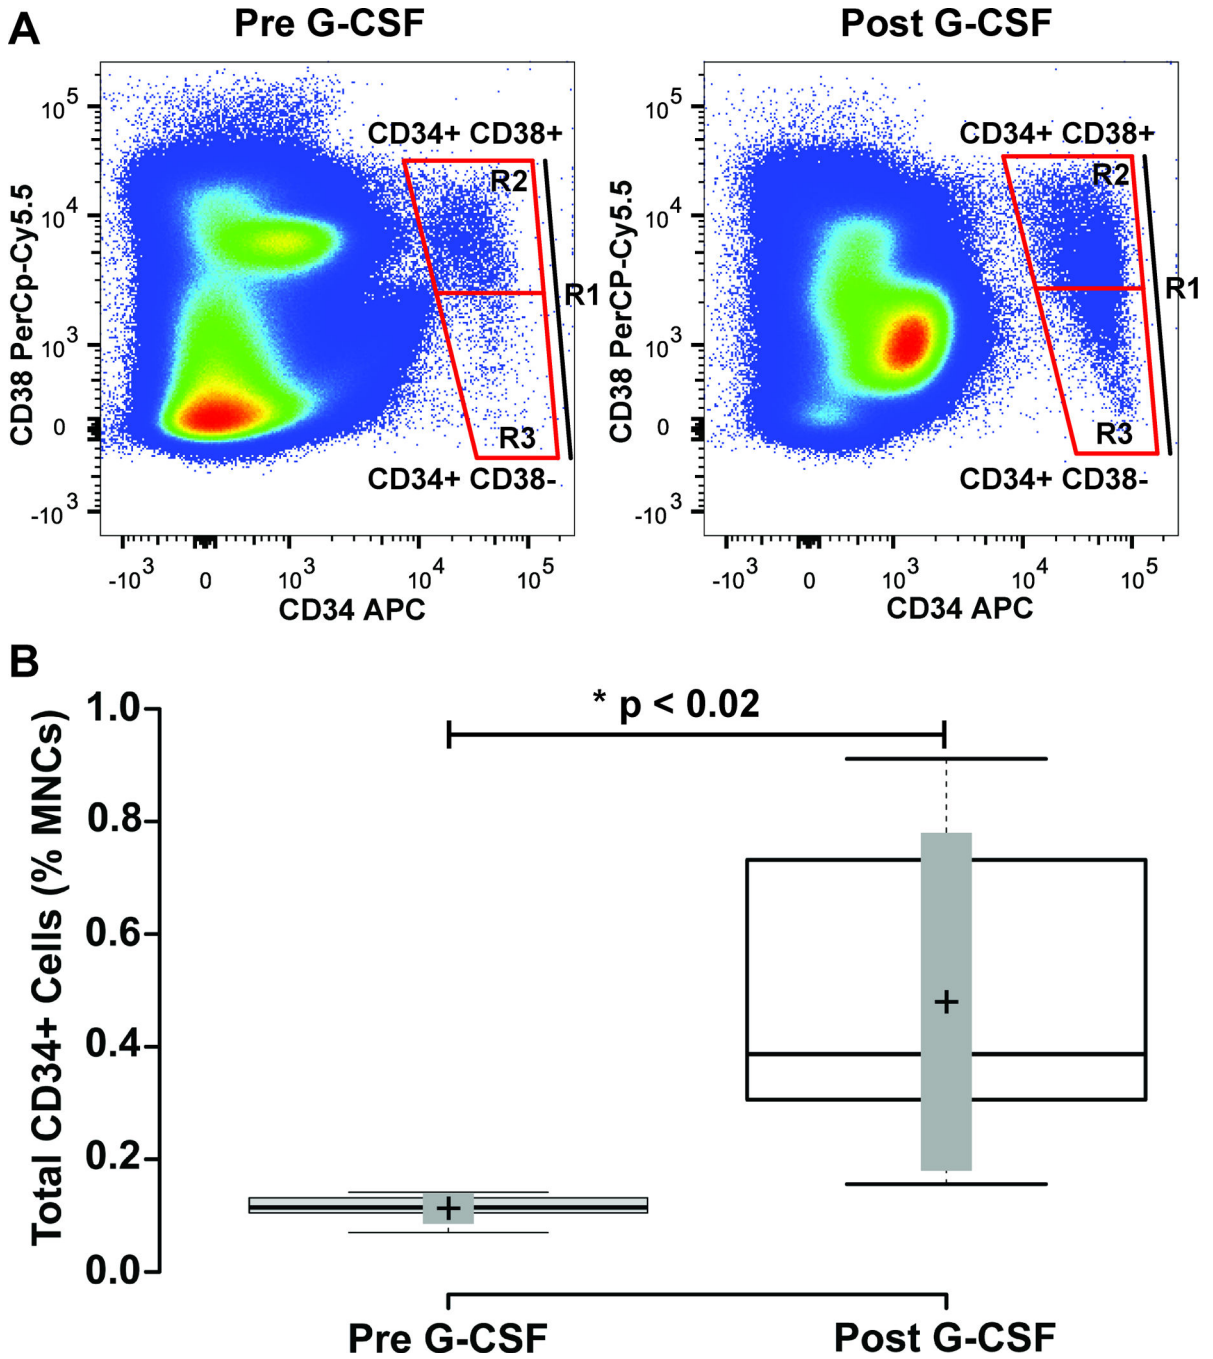 A
Pre G-CSF
Post G-CSF
CD38 PerCp-Cy5.5
10^5
10^4
10^3
0
-10^3
CD34+ CD38+
R2
R1
R3
CD34+ CD38-
-10^3 0 10^3 10^4 10^5
CD34 APC
CD38 PerCP-Cy5.5
10^5
10^4
10^3
0
-10^3
CD34+ CD38+
R2
R1
R3
CD34+ CD38-
-10^3 0 10^3 10^4 10^5
CD34 APC
B
Total CD34+ Cells (% MNCs)
1.0
0.8
0.6
0.4
0.2
0.0
* p < 0.02
Pre G-CSF
Post G-CSF